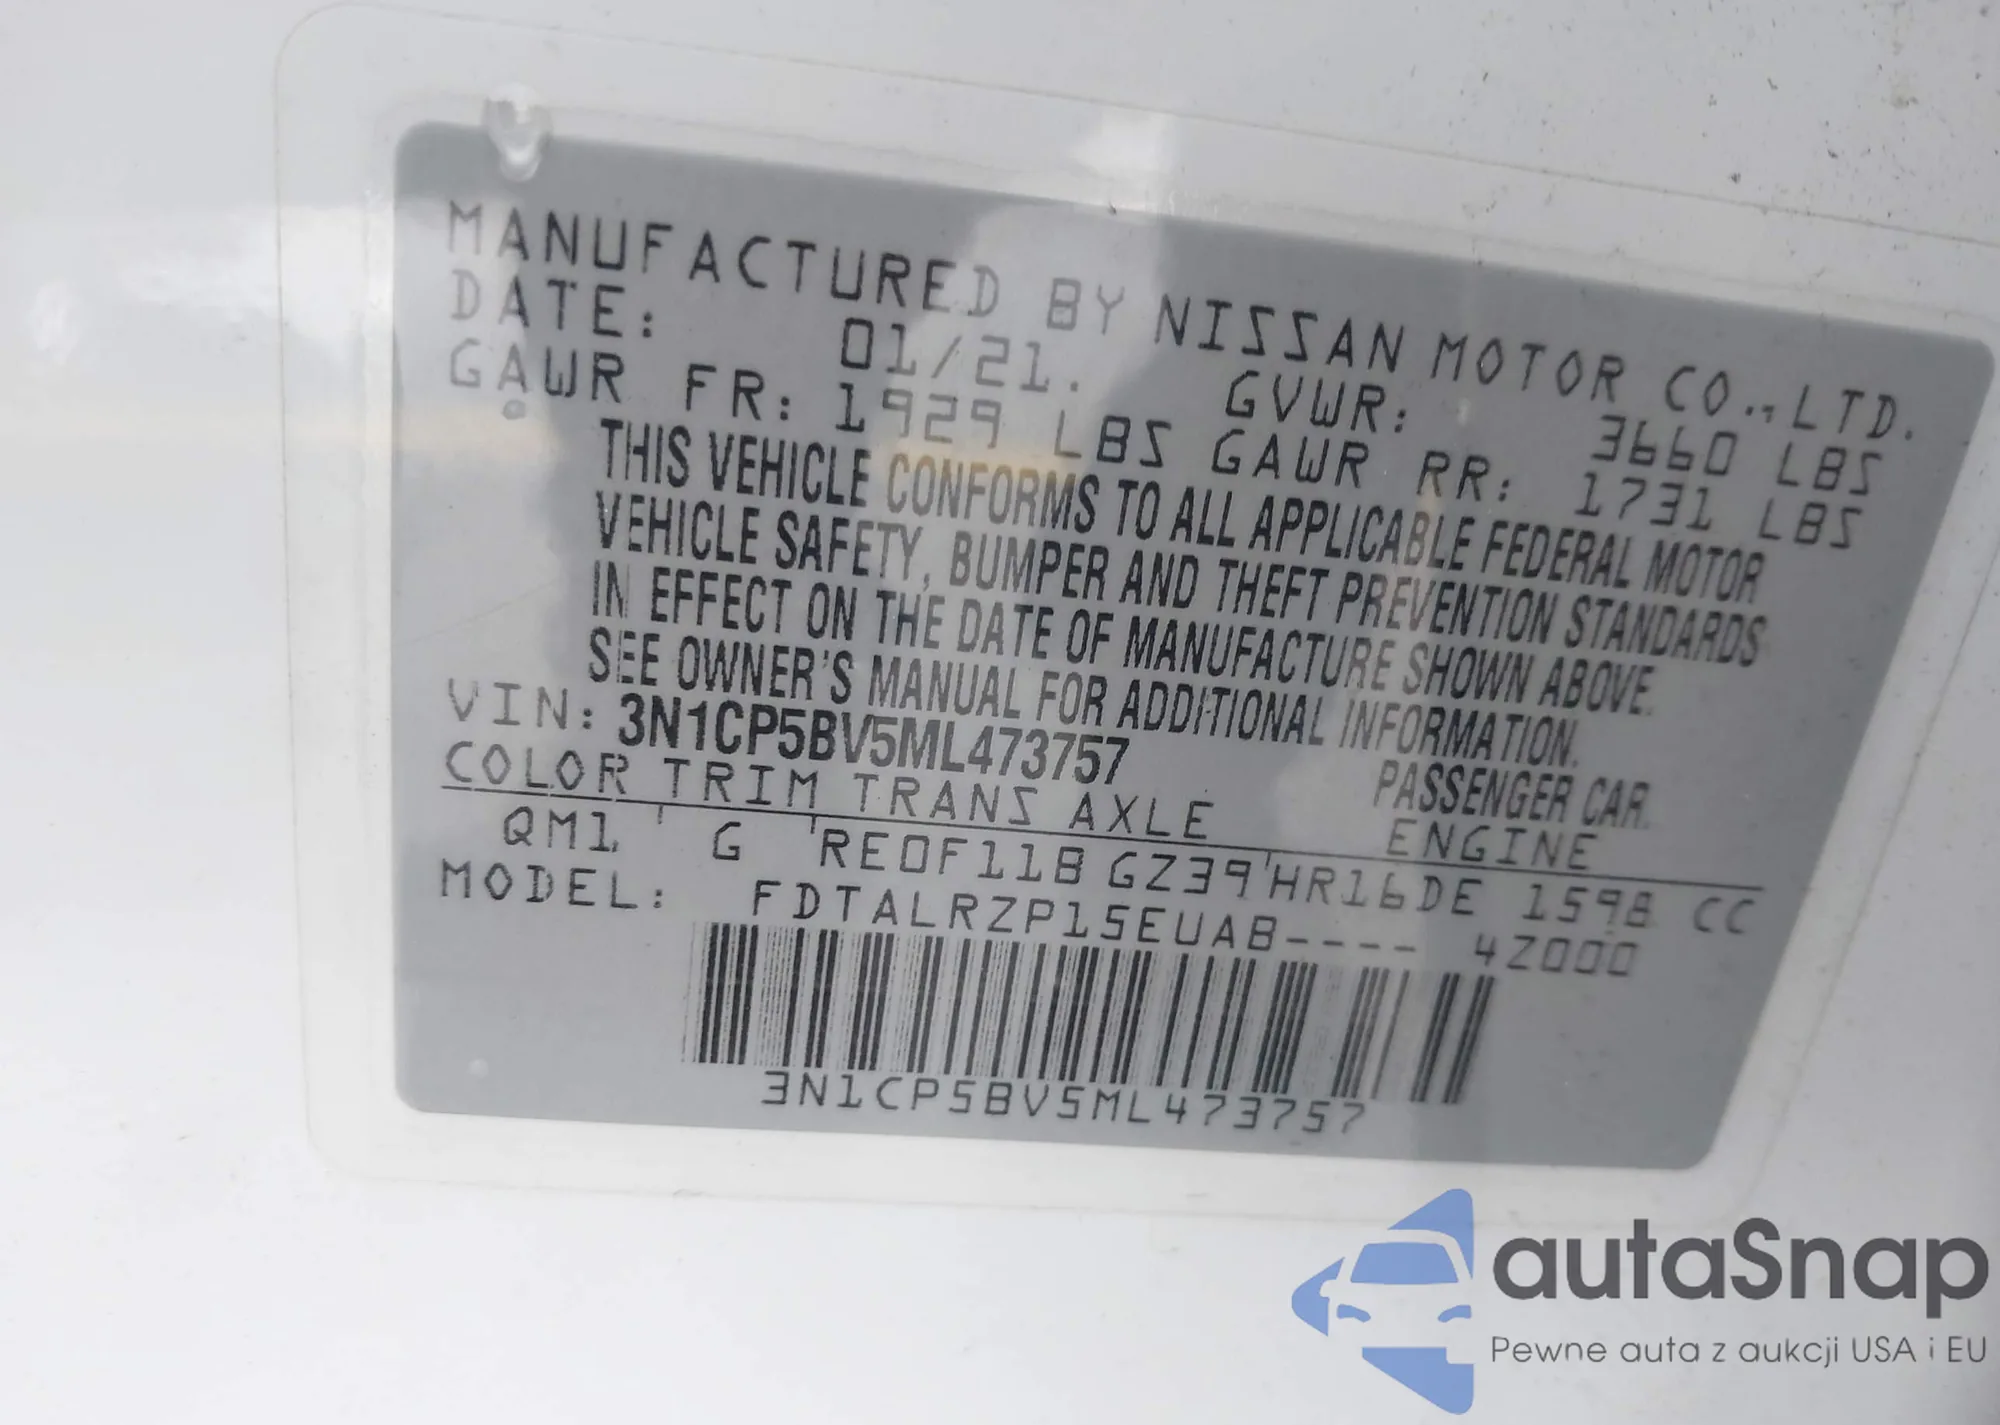 MANUFACTURED BY NISSAN MOTOR CO.,LTD.
DATE: 01/21. GVWR: 3660 LBS
GAWR FR: 1929 LBS GAWR RR: 1731 LBS
THIS VEHICLE CONFORMS TO ALL APPLICABLE FEDERAL MOTOR
VEHICLE SAFETY, BUMPER AND THEFT PREVENTION STANDARDS
IN EFFECT ON THE DATE OF MANUFACTURE SHOWN ABOVE.
SEE OWNER'S MANUAL FOR ADDITIONAL INFORMATION.
VIN: 3N1CP5BV5ML473757 PASSENGER CAR
COLOR TRIM TRANS AXLE ENGINE
QM1 G RE0F11B GZ39 HR16DE 1598 CC
MODEL: FDTALRZP15EUAB---- 4Z000
3N1CP5BV5ML473757
autaSnap
Pewne auta z aukcji USA i EU